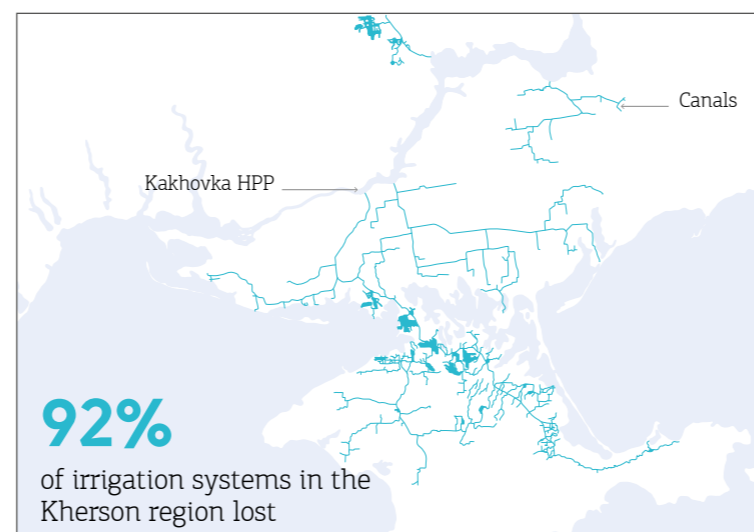 Canals
Kakhovka HPP
92%
of irrigation systems in the
Kherson region lost